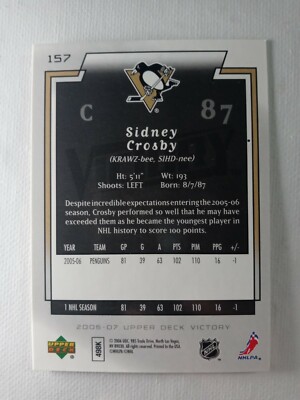 157
C 87
Sidney
Crosby
(KRAWZ-bee, SIHD-nee)
Ht: 5'11" Wt: 193
Shoots: LEFT Born: 8/7/87
Despite incredible expectations entering the 2005-06
season, Crosby performed so well that he may
have exceeded them as he became the youngest player in
NHL history to score 100 points.
YEAR TEAM GP G A PTS PIM PPG +/-
2005-06 PENGUINS 81 39 63 102 110 16 -1
1 NHL SEASON 81 39 63 102 110 16 -1
2006-07 UPPER DECK VICTORY
UPPER DECK
NHL
NHLPA